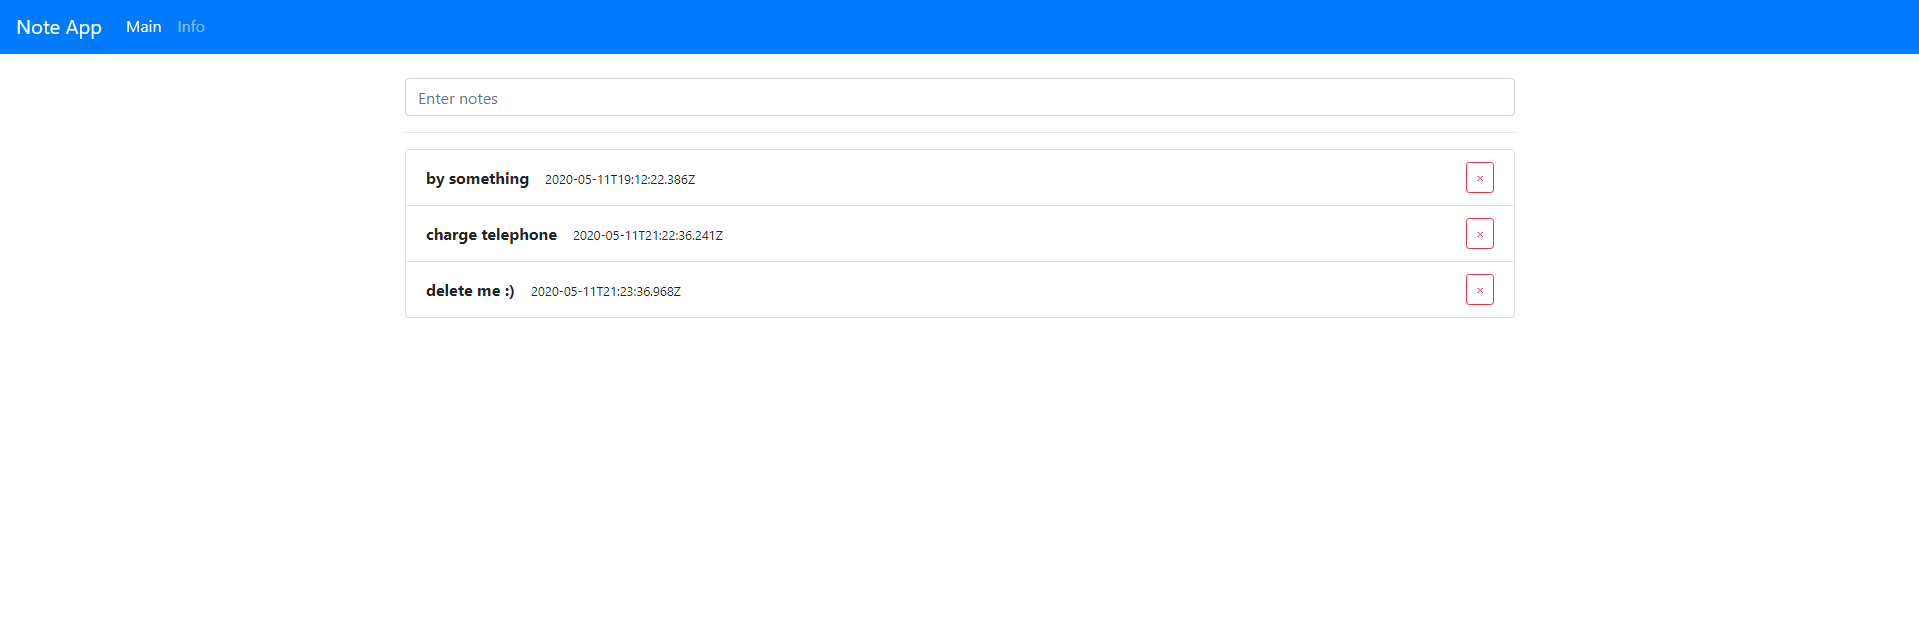 Note App Main Info
Enter notes
by something 2020-05-11T19:12:22.386Z ×
charge telephone 2020-05-11T21:22:36.241Z ×
delete me :) 2020-05-11T21:23:36.968Z ×